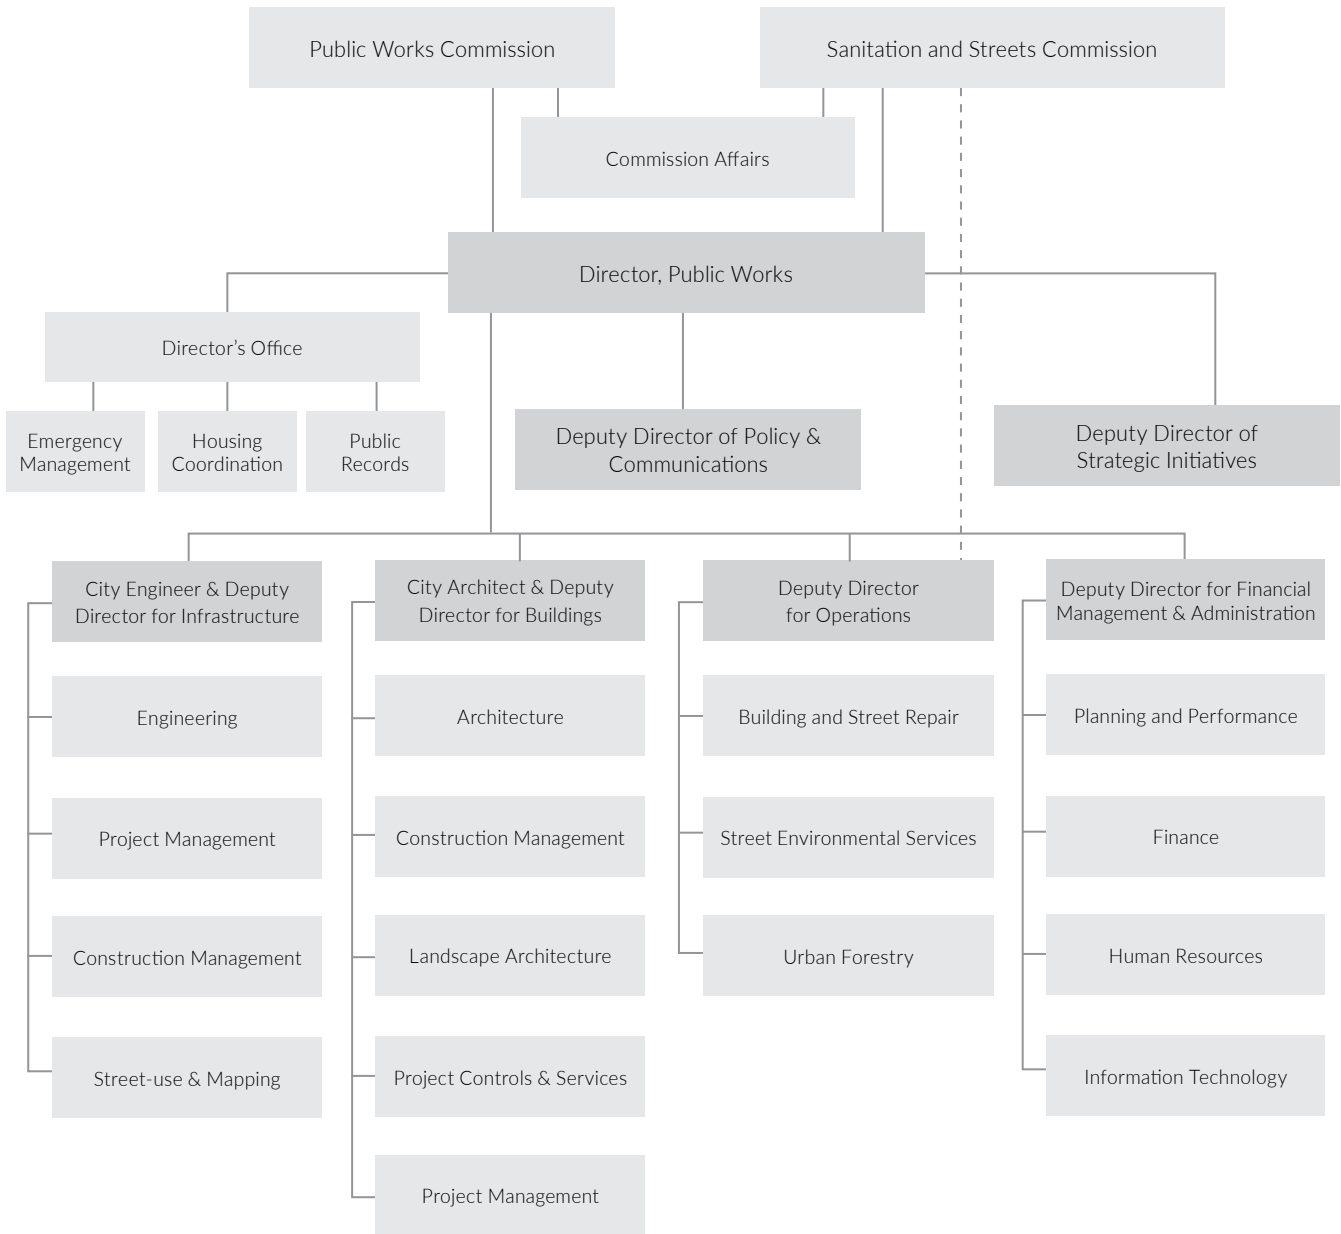 Public Works Commission
Sanitation and Streets Commission
Commission Affairs
Director, Public Works
Director's Office
Emergency
Management
Housing
Coordination
Public
Records
Deputy Director of Policy &
Communications
Deputy Director of
Strategic Initiatives
City Engineer & Deputy
Director for Infrastructure
Engineering
Project Management
Construction Management
Street-use & Mapping
City Architect & Deputy
Director for Buildings
Architecture
Construction Management
Landscape Architecture
Project Controls & Services
Project Management
Deputy Director
for Operations
Building and Street Repair
Street Environmental Services
Urban Forestry
Deputy Director for Financial
Management & Administration
Planning and Performance
Finance
Human Resources
Information Technology